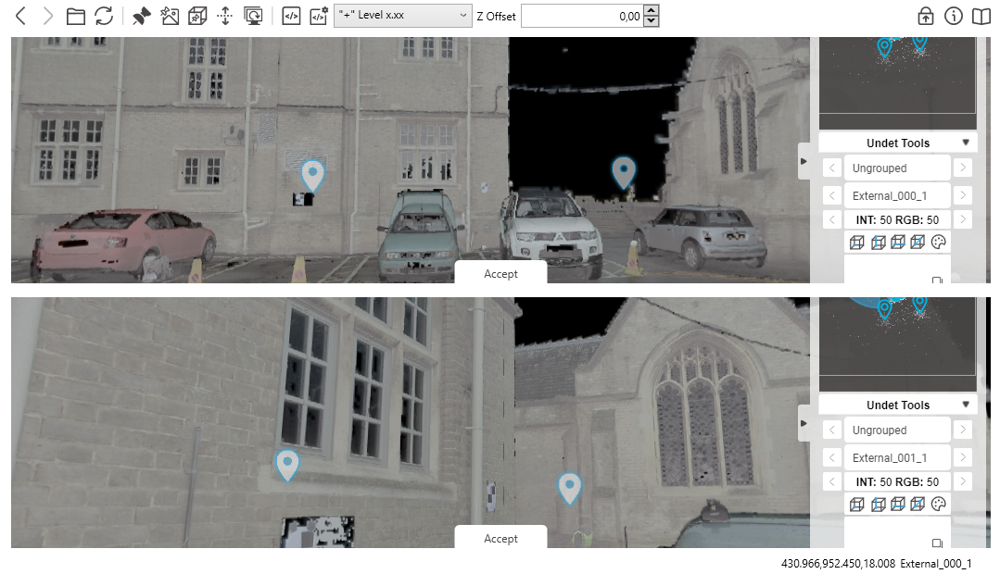 "+" Level x.xx
Z Offset
0,00
Undet Tools
Ungrouped
External_000_1
INT: 50 RGB: 50
Accept
Undet Tools
Ungrouped
External_001_1
INT: 50 RGB: 50
Accept
430.966,952.450,18.008 External_000_1